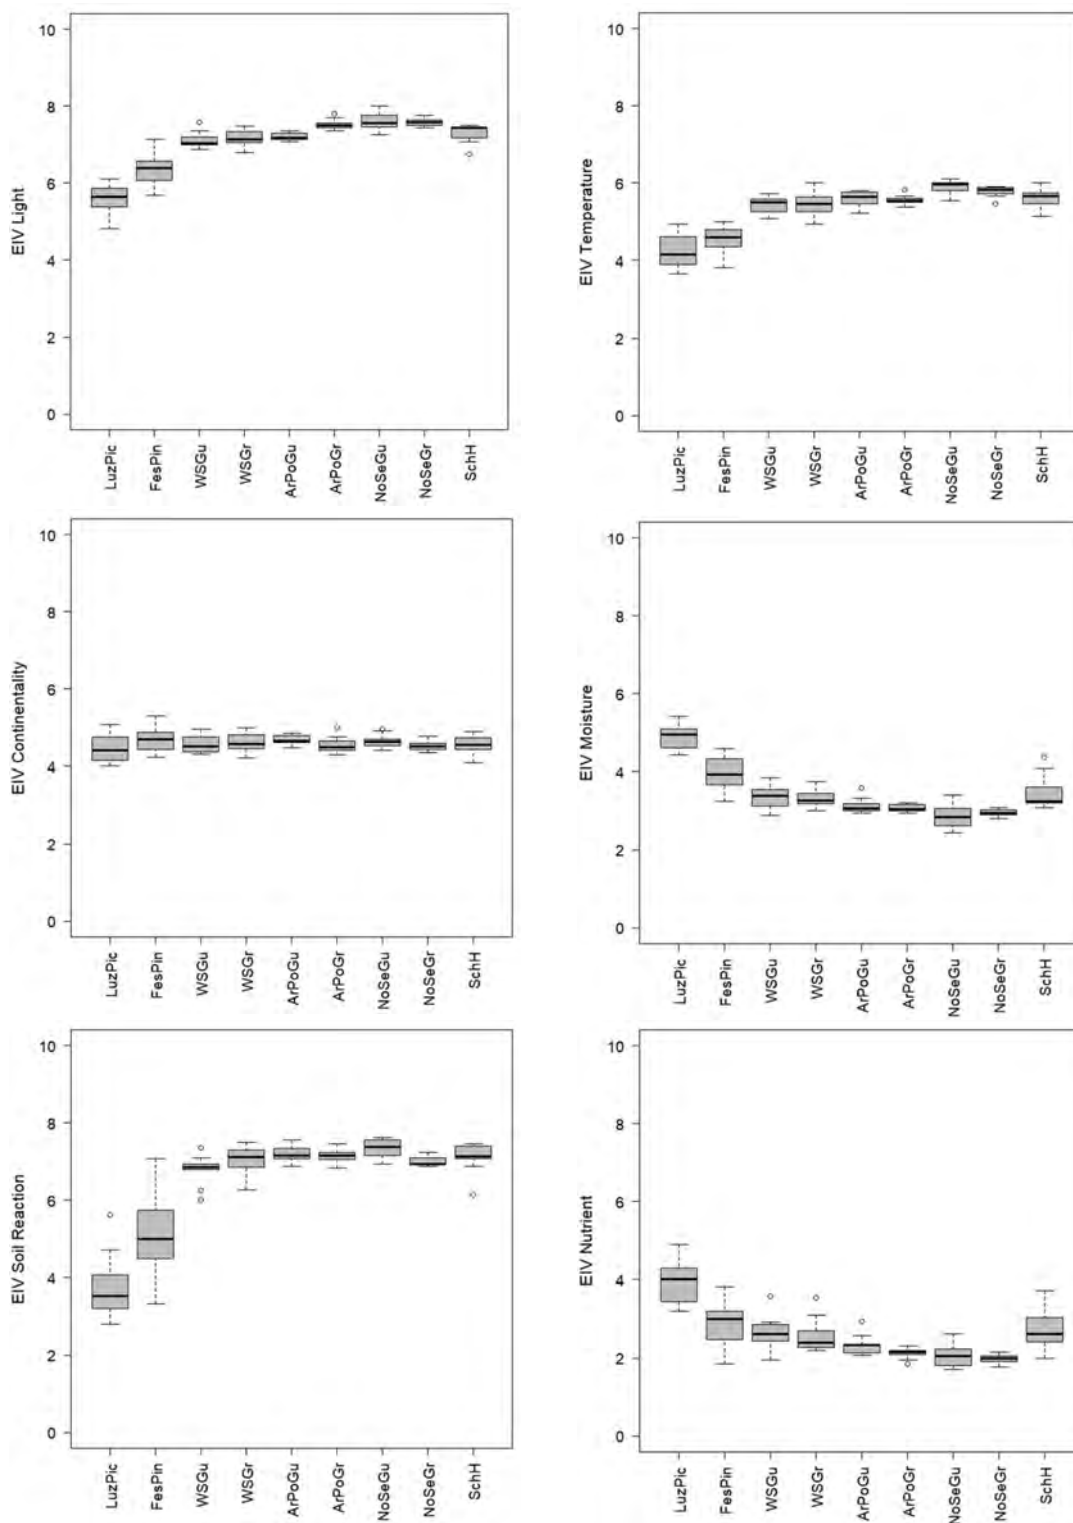 EIV Light
10
8
6
4
2
0
LuzPic
FesPin
WSGu
WSGr
ArPoGu
ArPoGr
NoSeGu
NoSeGr
SchH
EIV Temperature
10
8
6
4
2
0
LuzPic
FesPin
WSGu
WSGr
ArPoGu
ArPoGr
NoSeGu
NoSeGr
SchH
EIV Continentality
10
8
6
4
2
0
LuzPic
FesPin
WSGu
WSGr
ArPoGu
ArPoGr
NoSeGu
NoSeGr
SchH
EIV Moisture
10
8
6
4
2
0
LuzPic
FesPin
WSGu
WSGr
ArPoGu
ArPoGr
NoSeGu
NoSeGr
SchH
EIV Soil Reaction
10
8
6
4
2
0
LuzPic
FesPin
WSGu
WSGr
ArPoGu
ArPoGr
NoSeGu
NoSeGr
SchH
EIV Nutrient
10
8
6
4
2
0
LuzPic
FesPin
WSGu
WSGr
ArPoGu
ArPoGr
NoSeGu
NoSeGr
SchH